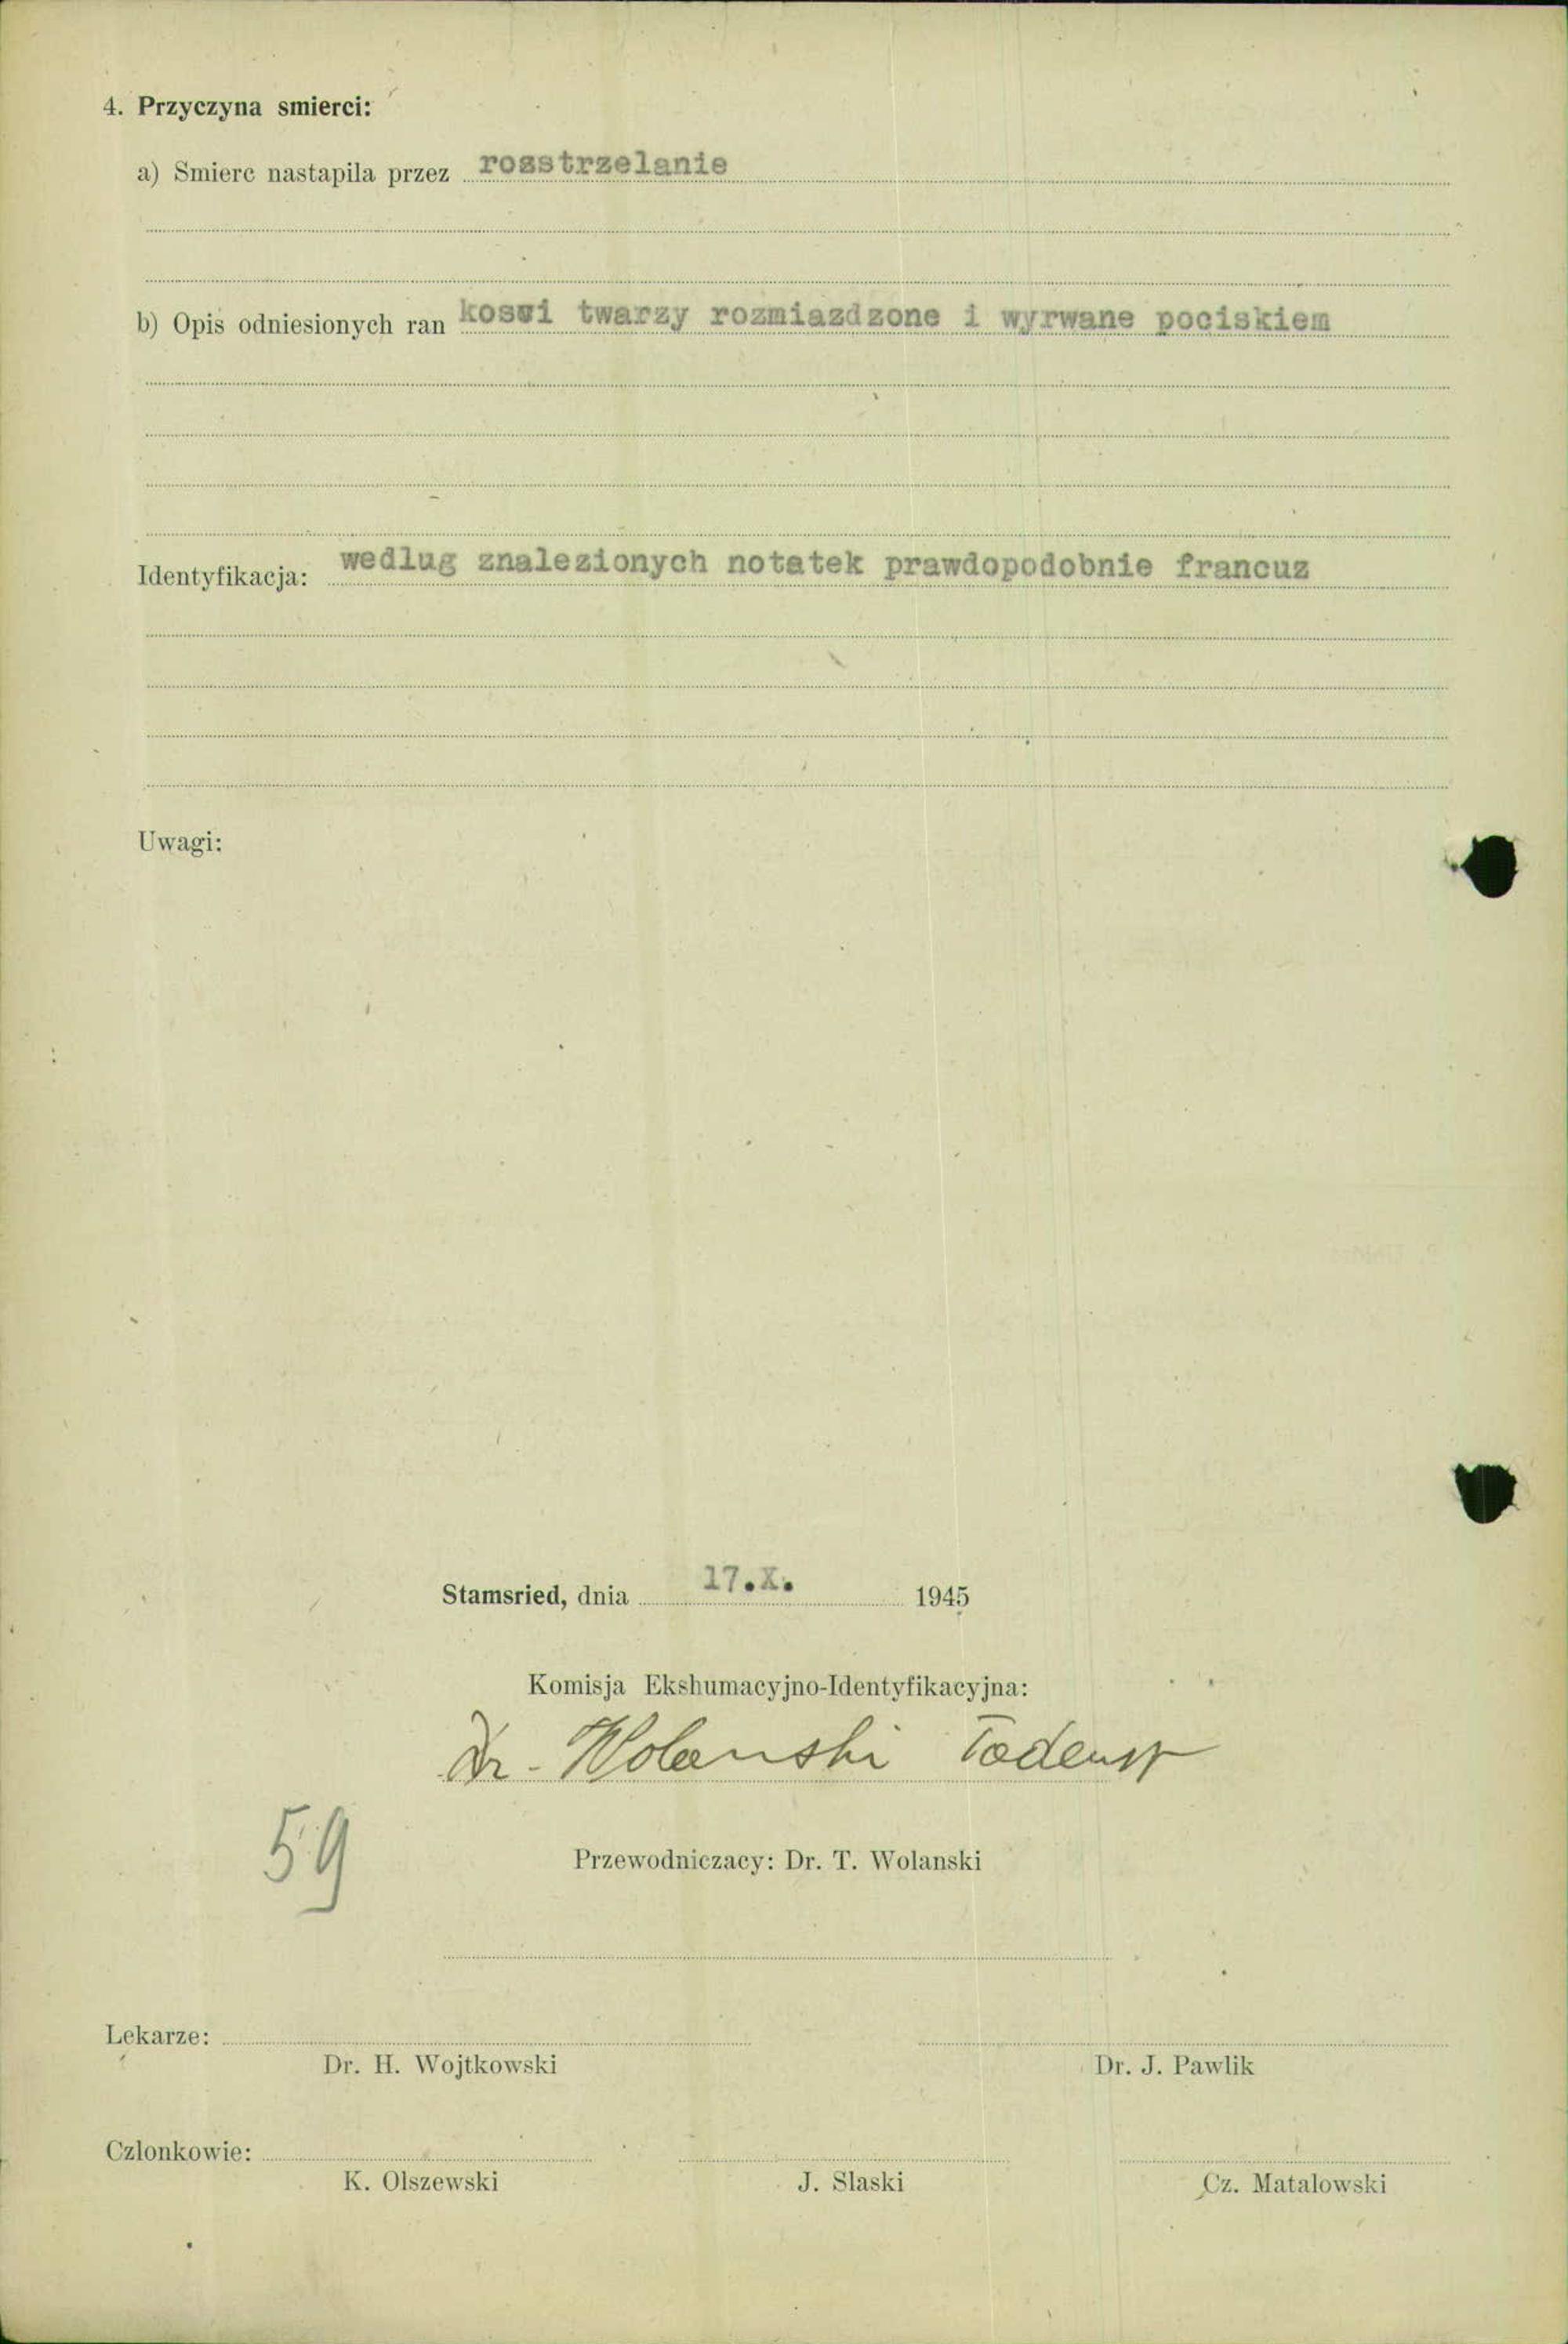 4. Przyczyna smierci:
a) Smierc nastapila przez rosstrzelanie
b) Opis odniesionych ran koswi twarzy rozmiazdzone i wyrwane pociskiem
Identyfikacja: wedlug znalezionych notatek prawdopodobnie francuz
Uwagi:
Stamsried, dnia 17.X. 1945
Komisja Ekshumacyjno-Identyfikacyjna:
Dr. Wolanski Tadeusz
59
Przewodniczacy: Dr. T. Wolanski
Lekarze:
Dr. H. Wojtkowski Dr. J. Pawlik
Czlonkowie:
K. Olszewski J. Slaski Cz. Matalowski